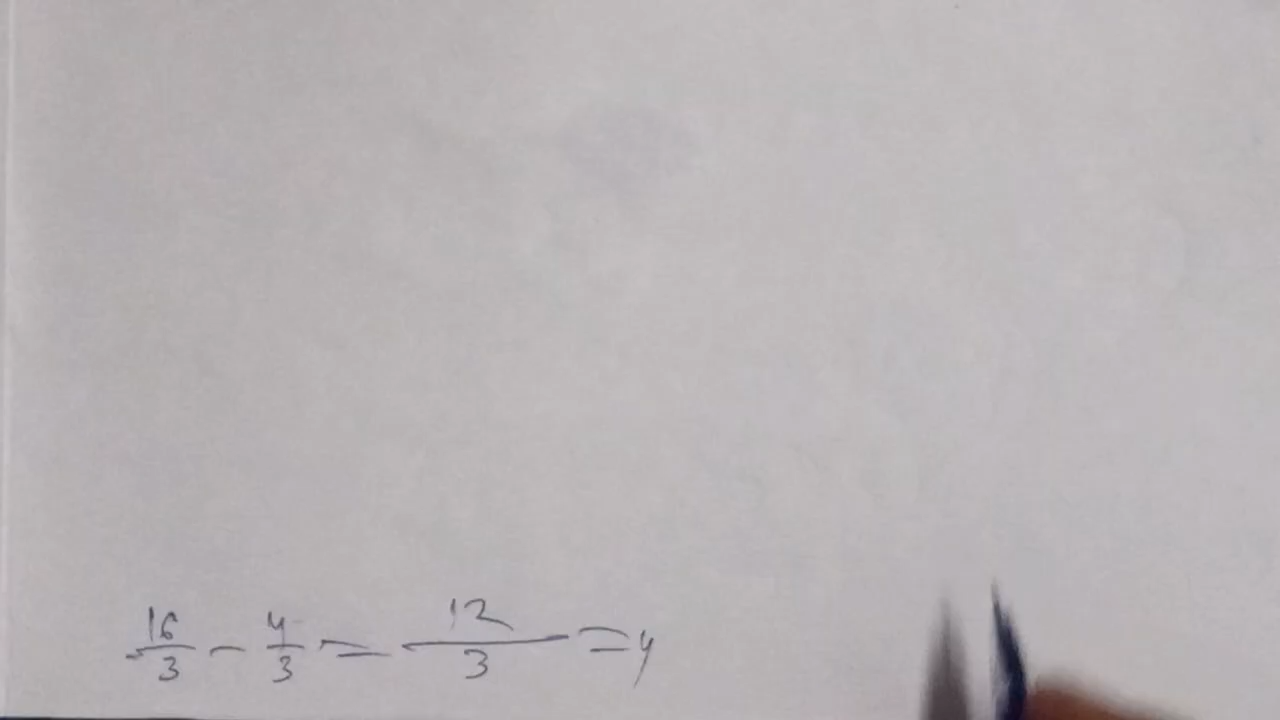 16/3 - 4/3 = 12/3 = 4